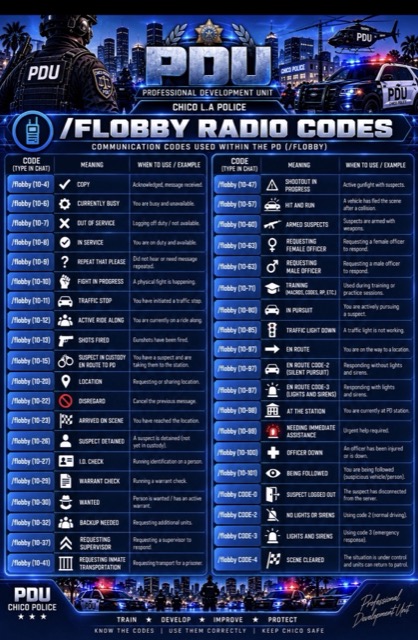 PDU
PDU
PDU
CHICO POLICE
PDU
PROFESSIONAL DEVELOPMENT UNIT
CHICO L.A POLICE
/FLOBBY RADIO CODES
COMMUNICATION CODES USED WITHIN THE PD (/FLOBBY)
CODE (TYPE IN CHAT) MEANING WHEN TO USE / EXAMPLE
/flobby (10-4) COPY Acknowledged, message received.
/flobby (10-6) CURRENTLY BUSY You are busy and unavailable.
/flobby (10-7) OUT OF SERVICE Logging off duty / not available.
/flobby (10-8) IN SERVICE You are on duty and available.
/flobby (10-9) REPEAT THAT PLEASE Did not hear or need message repeated.
/flobby (10-10) FIGHT IN PROGRESS A physical fight is happening.
/flobby (10-11) TRAFFIC STOP You have initiated a traffic stop.
/flobby (10-12) ACTIVE RIDE ALONG You are currently on a ride along.
/flobby (10-13) SHOTS FIRED Gunshots have been fired.
/flobby (10-15) SUSPECT IN CUSTODY EN ROUTE TO PD You have a suspect and are taking them to the station.
/flobby (10-20) LOCATION Requesting or sharing location.
/flobby (10-22) DISREGARD Cancel the previous message.
/flobby (10-23) ARRIVED ON SCENE You have reached the location.
/flobby (10-26) SUSPECT DETAINED A suspect is detained (not yet in custody).
/flobby (10-27) I.D. CHECK Running identification on a person.
/flobby (10-29) WARRANT CHECK Running a warrant check.
/flobby (10-30) WANTED Person is wanted / has an active warrant.
/flobby (10-32) BACKUP NEEDED Requesting additional units.
/flobby (10-37) REQUESTING SUPERVISOR Requesting a supervisor to respond.
/flobby (10-41) REQUESTING INMATE TRANSPORTATION Requesting transport for a prisoner.
CODE (TYPE IN CHAT) MEANING WHEN TO USE / EXAMPLE
/flobby (10-47) SHOOTOUT IN PROGRESS Active gunfight with suspects.
/flobby (10-57) HIT AND RUN A vehicle has fled the scene after a collision.
/flobby (10-60) ARMED SUSPECTS Suspects are armed with weapons.
/flobby (10-63) REQUESTING FEMALE OFFICER Requesting a female officer to respond.
/flobby (10-63) REQUESTING MALE OFFICER Requesting a male officer to respond.
/flobby (10-71) TRAINING (MACROS, CODES, RP, ETC.) Used during training or practice sessions.
/flobby (10-80) IN PURSUIT You are actively pursuing a suspect.
/flobby (10-85) TRAFFIC LIGHT DOWN A traffic light is not working.
/flobby (10-97) EN ROUTE You are on the way to a location.
/flobby (10-97) EN ROUTE CODE-2 (SILENT PURSUIT) Responding without lights and sirens.
/flobby (10-97) EN ROUTE CODE-3 (LIGHTS AND SIRENS) Responding with lights and sirens.
/flobby (10-98) AT THE STATION You are currently at PD station.
/flobby (10-99) NEEDING IMMEDIATE ASSISTANCE Urgent help required.
/flobby (10-100) OFFICER DOWN An officer has been injured or is down.
/flobby (10-101) BEING FOLLOWED You are being followed (suspicious vehicle/person).
/flobby CODE-0 SUSPECT LOGGED OUT The suspect has disconnected from the server.
/flobby CODE-2 NO LIGHTS OR SIRENS Using code 2 (normal driving).
/flobby CODE-3 LIGHTS AND SIRENS Using code 3 (emergency response).
/flobby CODE-4 SCENE CLEARED The situation is under control and units can return to patrol.
PDU
CHICO POLICE
TRAIN ★ DEVELOP ★ IMPROVE ★ PROTECT
KNOW THE CODES | USE THEM CORRECTLY | KEEP CHICO SAFE
Professional
Development Unit